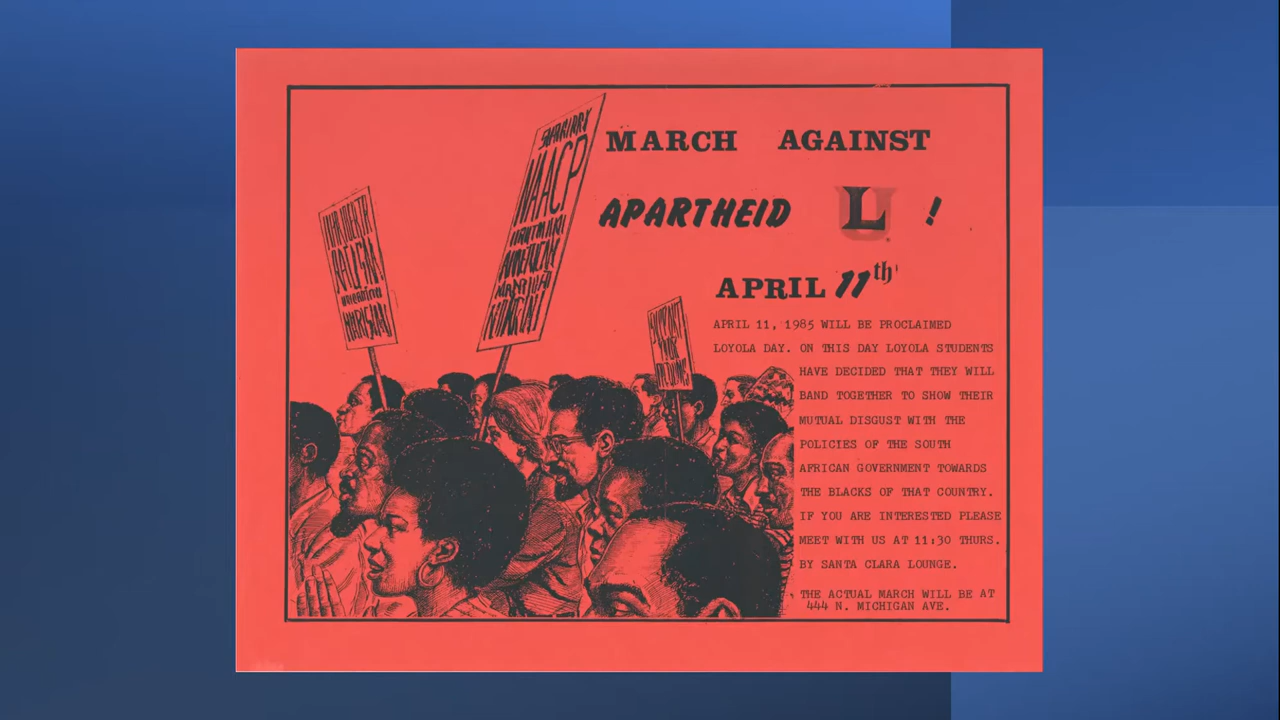 MARCH AGAINST
APARTHEID LU!
APRIL 11th
APRIL 11, 1985 WILL BE PROCLAIMED
LOYOLA DAY. ON THIS DAY LOYOLA STUDENTS
HAVE DECIDED THAT THEY WILL
BAND TOGETHER TO SHOW THEIR
MUTUAL DISGUST WITH THE
POLICIES OF THE SOUTH
AFRICAN GOVERNMENT TOWARDS
THE BLACKS OF THAT COUNTRY.
IF YOU ARE INTERESTED PLEASE
MEET WITH US AT 11:30 THURS.
BY SANTA CLARA LOUNGE.
THE ACTUAL MARCH WILL BE AT
444 N. MICHIGAN AVE.
NAACP
SUPPORT